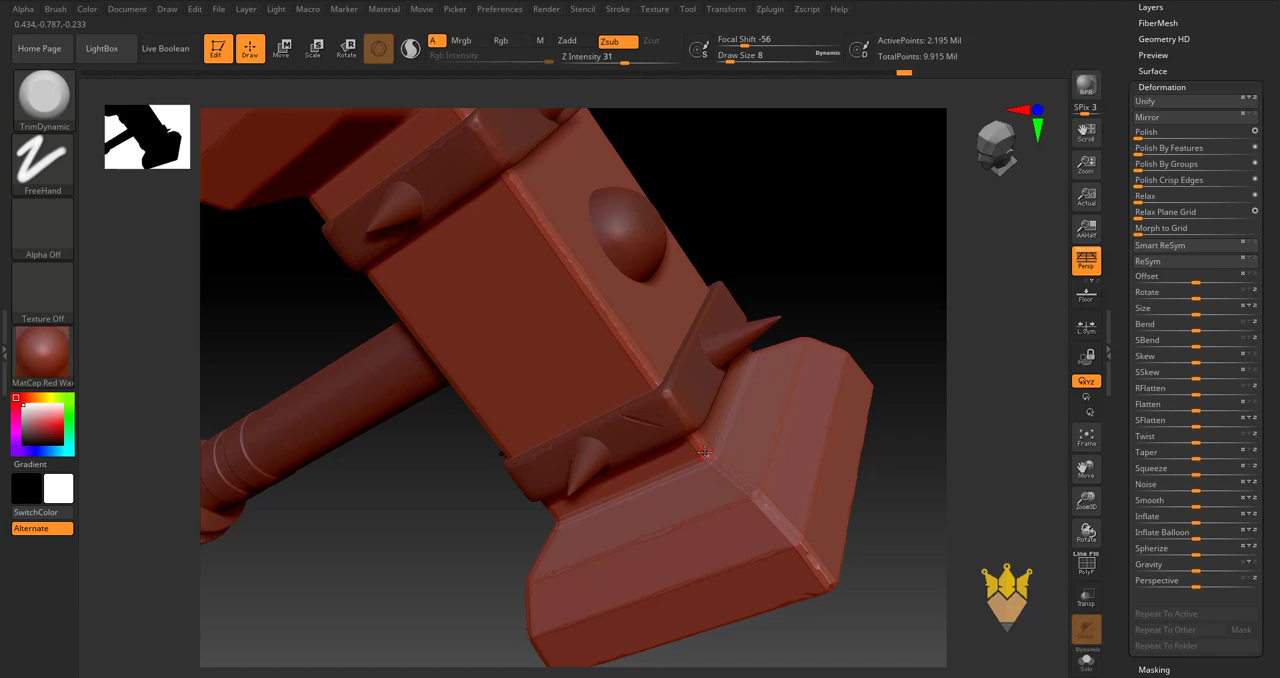 Alpha Brush Color Document Draw Edit File Layer Light Macro Marker Material Movie Picker Preferences Render Stencil Stroke Texture Tool Transform Zplugin Zscript Help
0.434,-0.787,-0.233
Home Page LightBox Live Boolean Edit Draw Move Scale Rotate A Mrgb Rgb M Zadd Zsub Zcut
Rgb Intensity Z Intensity 31
S Focal Shift -56
Draw Size 8 Dynamic D
ActivePoints: 2.195 Mil
TotalPoints: 9.915 Mil
TrimDynamic
FreeHand
Alpha Off
Texture Off
MatCap Red Wa
Gradient
SwitchColor
Alternate
BPR
SPix 3
Scroll
Zoom
Actual
AAHalf
Persp
Floor
L.Sym
XYZ
Frame
Move
Zoom3D
Rotate
Line Fill
PolyF
Transp
Dynamic
Solo
Layers
FiberMesh
Geometry HD
Preview
Surface
Deformation
Unify
Mirror
Polish
Polish By Features
Polish By Groups
Polish Crisp Edges
Relax
Relax Plane Grid
Morph to Grid
Smart ReSym
ReSym
Offset
Rotate
Size
Bend
SBend
Skew
SSkew
RFlatten
Flatten
SFlatten
Twist
Taper
Squeeze
Noise
Smooth
Inflate
Inflate Balloon
Spherize
Gravity
Perspective
Repeat To Active
Repeat To Other Mask
Repeat To Folder
Masking